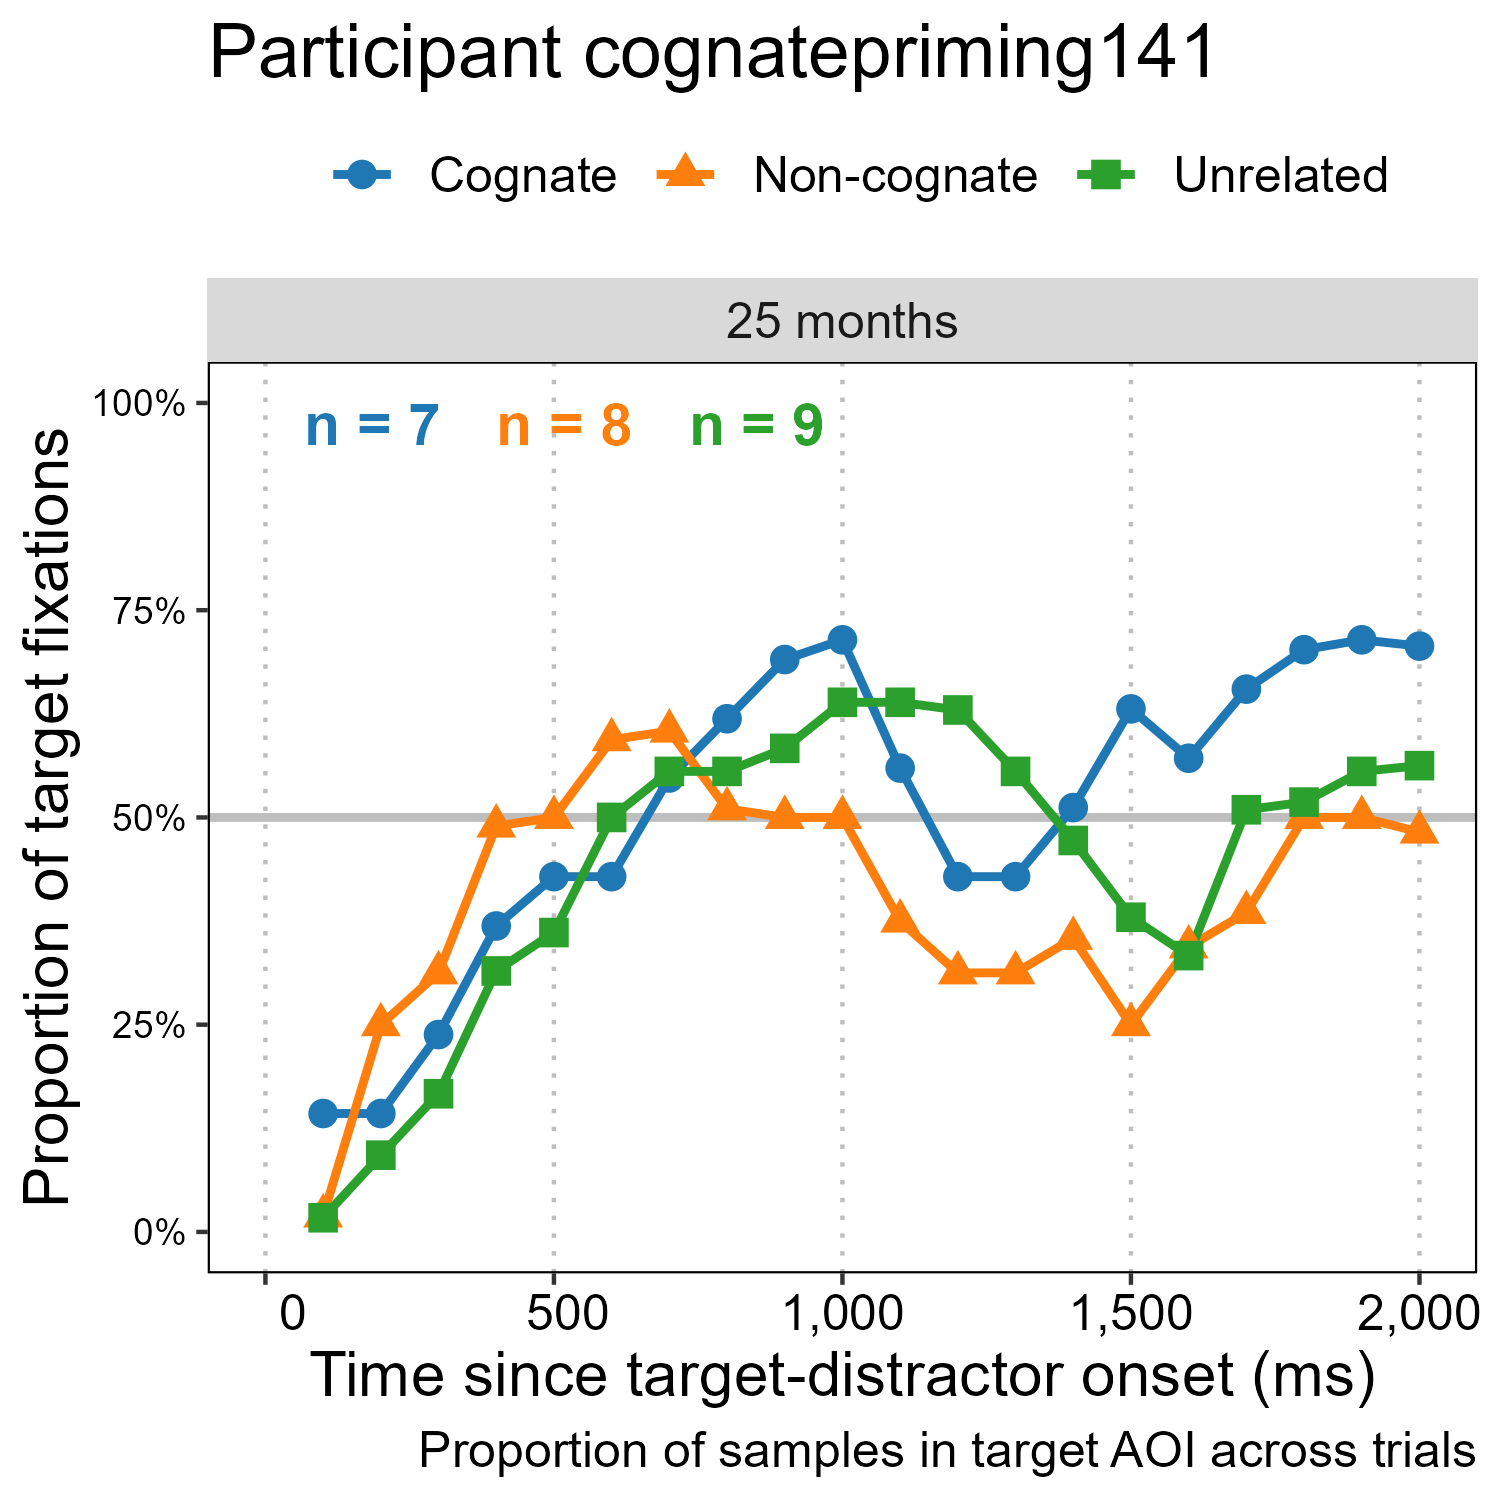 Participant cognatepriming141
Cognate Non-cognate Unrelated
25 months
n = 7 n = 8 n = 9
100%
75%
50%
25%
0%
Proportion of target fixations
0 500 1,000 1,500 2,000
Time since target-distractor onset (ms)
Proportion of samples in target AOI across trials